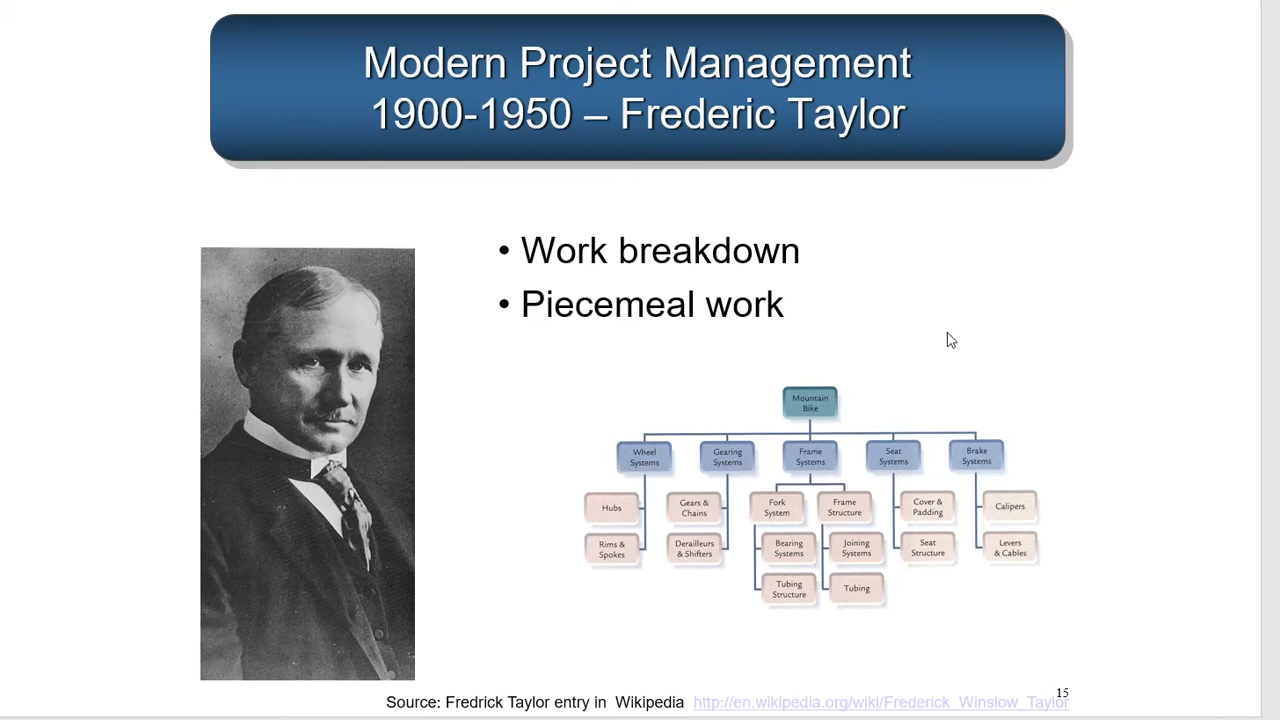 Modern Project Management
1900-1950 – Frederic Taylor
• Work breakdown
• Piecemeal work
Mountain
Bike
Wheel
Systems
Gearing
Systems
Frame
Systems
Seat
Systems
Brake
Systems
Hubs
Gears &
Chains
Fork
System
Frame
Structure
Cover &
Padding
Calipers
Rims &
Spokes
Derailleurs
& Shifters
Bearing
Systems
Joining
Systems
Seat
Structure
Levers
& Cables
Tubing
Structure
Tubing
15
Source: Fredrick Taylor entry in Wikipedia http://en.wikipedia.org/wiki/Frederick_Winslow_Taylor